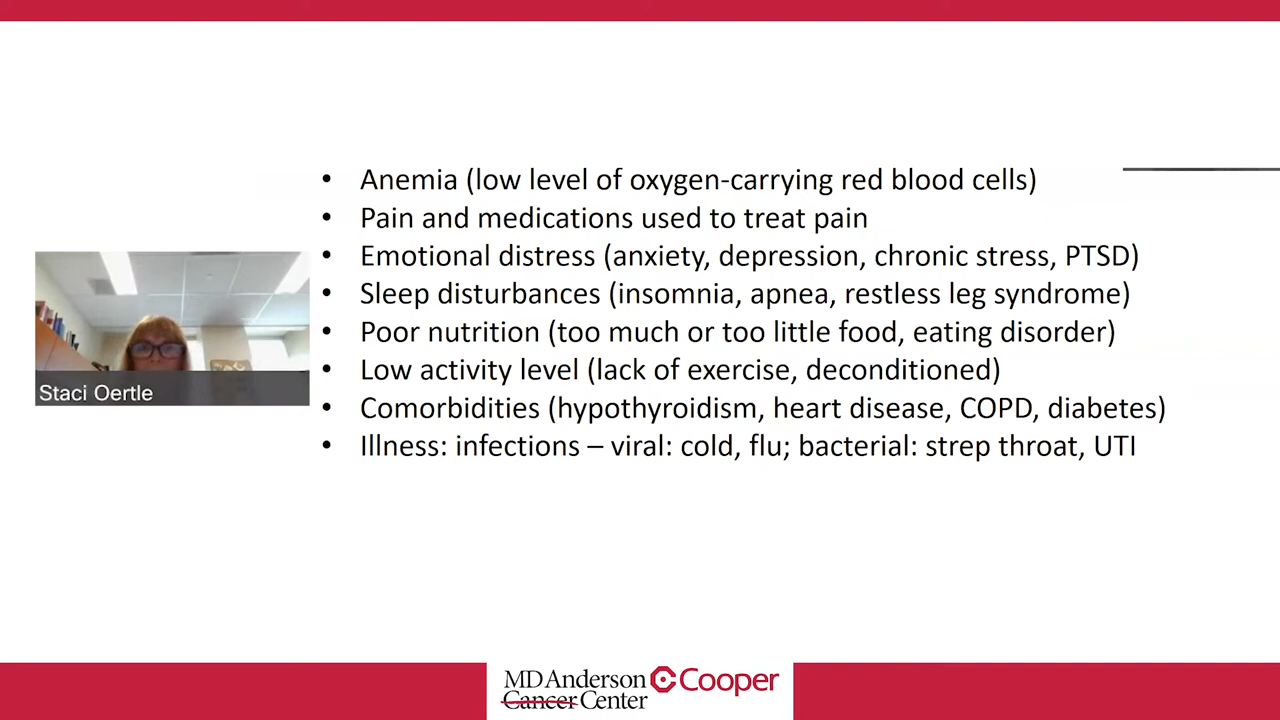 • Anemia (low level of oxygen-carrying red blood cells)
• Pain and medications used to treat pain
• Emotional distress (anxiety, depression, chronic stress, PTSD)
• Sleep disturbances (insomnia, apnea, restless leg syndrome)
• Poor nutrition (too much or too little food, eating disorder)
• Low activity level (lack of exercise, deconditioned)
• Comorbidities (hypothyroidism, heart disease, COPD, diabetes)
• Illness: infections – viral: cold, flu; bacterial: strep throat, UTI
Staci Oertle
MD Anderson Cooper
Cancer Center